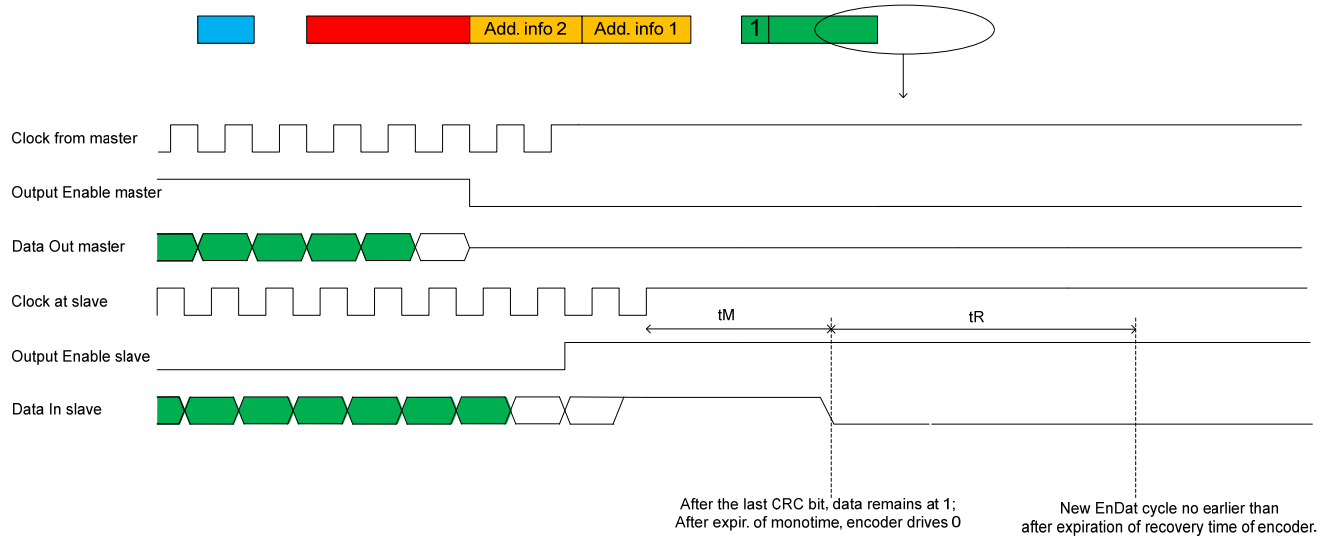 Add. info 2
Add. info 1
1
Clock from master
Output Enable master
Data Out master
Clock at slave
tM
tR
Output Enable slave
Data In slave
After the last CRC bit, data remains at 1;
After expir. of monotime, encoder drives 0
New EnDat cycle no earlier than
after expiration of recovery time of encoder.